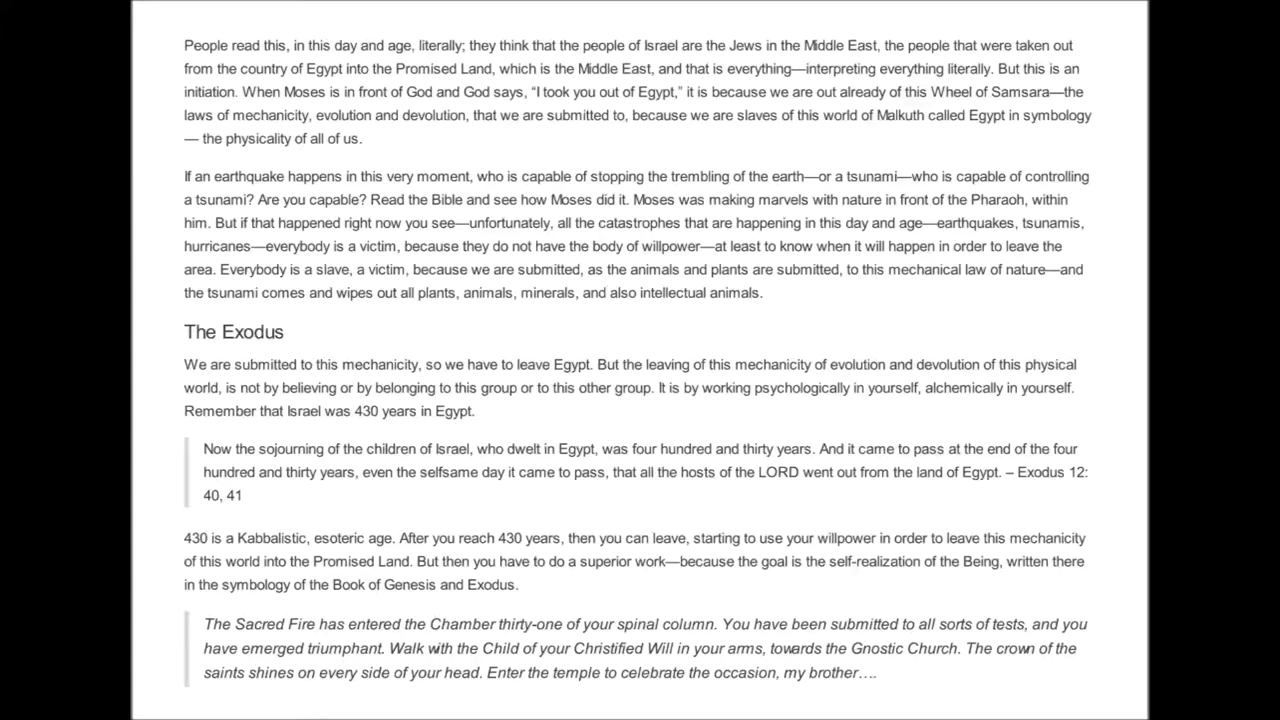 People read this, in this day and age, literally; they think that the people of Israel are the Jews in the Middle East, the people that were taken out
from the country of Egypt into the Promised Land, which is the Middle East, and that is everything—interpreting everything literally. But this is an
initiation. When Moses is in front of God and God says, “I took you out of Egypt,” it is because we are out already of this Wheel of Samsara—the
laws of mechanicity, evolution and devolution, that we are submitted to, because we are slaves of this world of Malkuth called Egypt in symbology
— the physicality of all of us.
If an earthquake happens in this very moment, who is capable of stopping the trembling of the earth—or a tsunami—who is capable of controlling
a tsunami? Are you capable? Read the Bible and see how Moses did it. Moses was making marvels with nature in front of the Pharaoh, within
him. But if that happened right now you see—unfortunately, all the catastrophes that are happening in this day and age—earthquakes, tsunamis,
hurricanes—everybody is a victim, because they do not have the body of willpower—at least to know when it will happen in order to leave the
area. Everybody is a slave, a victim, because we are submitted, as the animals and plants are submitted, to this mechanical law of nature—and
the tsunami comes and wipes out all plants, animals, minerals, and also intellectual animals.
The Exodus
We are submitted to this mechanicity, so we have to leave Egypt. But the leaving of this mechanicity of evolution and devolution of this physical
world, is not by believing or by belonging to this group or to this other group. It is by working psychologically in yourself, alchemically in yourself.
Remember that Israel was 430 years in Egypt.
Now the sojourning of the children of Israel, who dwelt in Egypt, was four hundred and thirty years. And it came to pass at the end of the four
hundred and thirty years, even the selfsame day it came to pass, that all the hosts of the LORD went out from the land of Egypt. – Exodus 12:
40, 41
430 is a Kabbalistic, esoteric age. After you reach 430 years, then you can leave, starting to use your willpower in order to leave this mechanicity
of this world into the Promised Land. But then you have to do a superior work—because the goal is the self-realization of the Being, written there
in the symbology of the Book of Genesis and Exodus.
The Sacred Fire has entered the Chamber thirty-one of your spinal column. You have been submitted to all sorts of tests, and you
have emerged triumphant. Walk with the Child of your Christified Will in your arms, towards the Gnostic Church. The crown of the
saints shines on every side of your head. Enter the temple to celebrate the occasion, my brother….